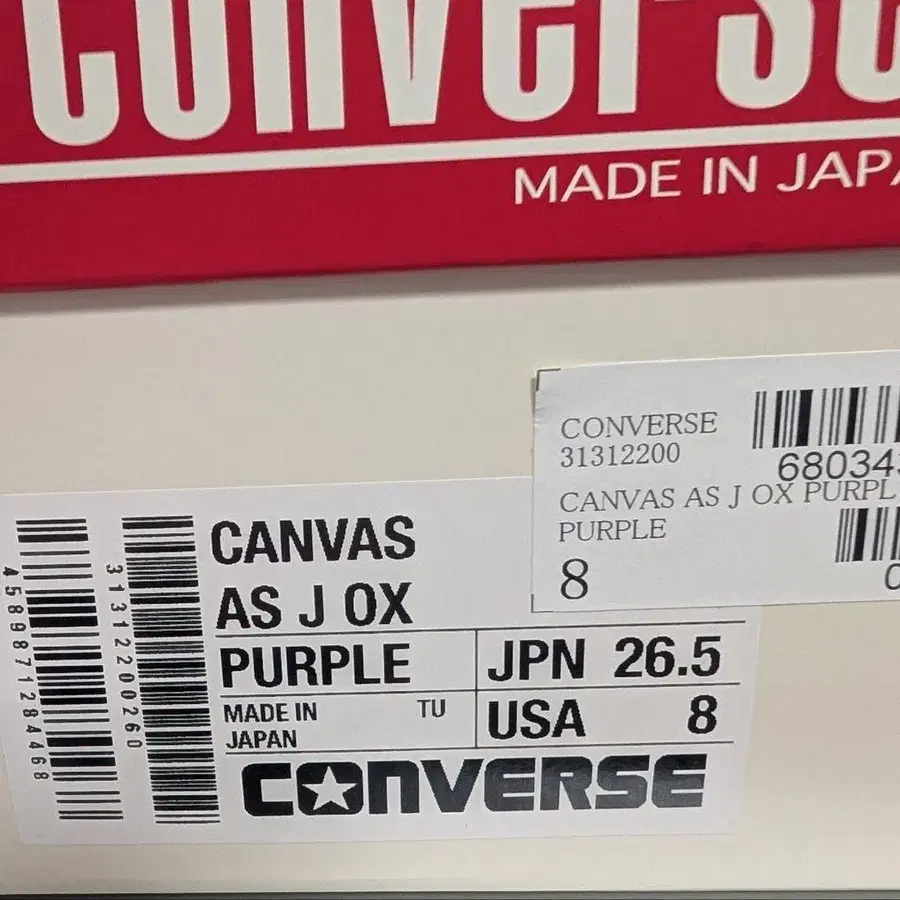 converse
MADE IN JAPA
CONVERSE
31312200
680343
CANVAS AS J OX PURPL
PURPLE
8
0
4589871284468
31312200260
CANVAS
AS J OX
PURPLE
JPN 26.5
MADE IN
JAPAN
TU
USA 8
CONVERSE